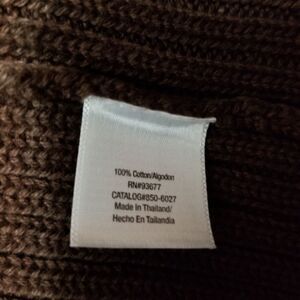 100% Cotton/Algodon
RN#93677
CATALOG#850-6027
Made In Thailand/
Hecho En Tailandia